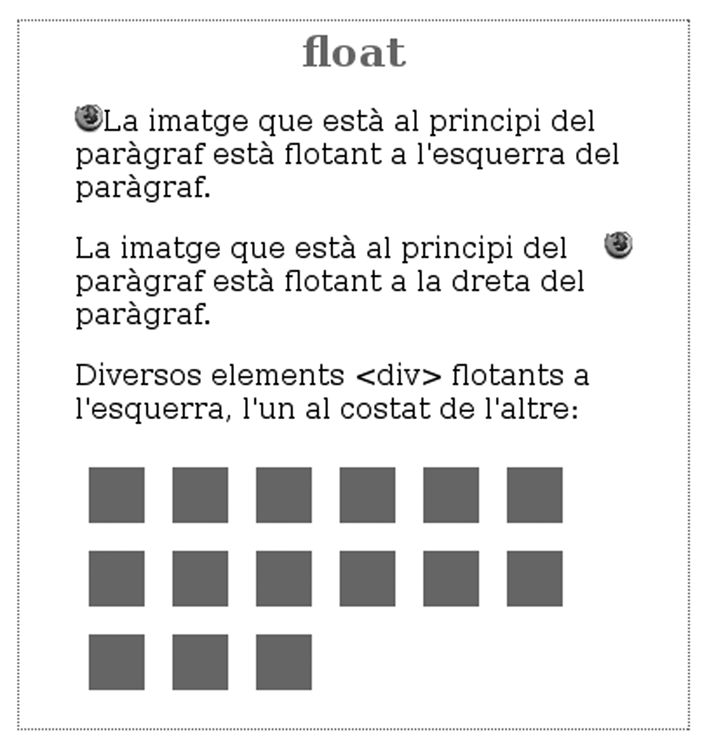 float
La imatge que està al principi del
paràgraf està flotant a l'esquerra del
paràgraf.
La imatge que està al principi del
paràgraf està flotant a la dreta del
paràgraf.
Diversos elements <div> flotants a
l'esquerra, l'un al costat de l'altre: